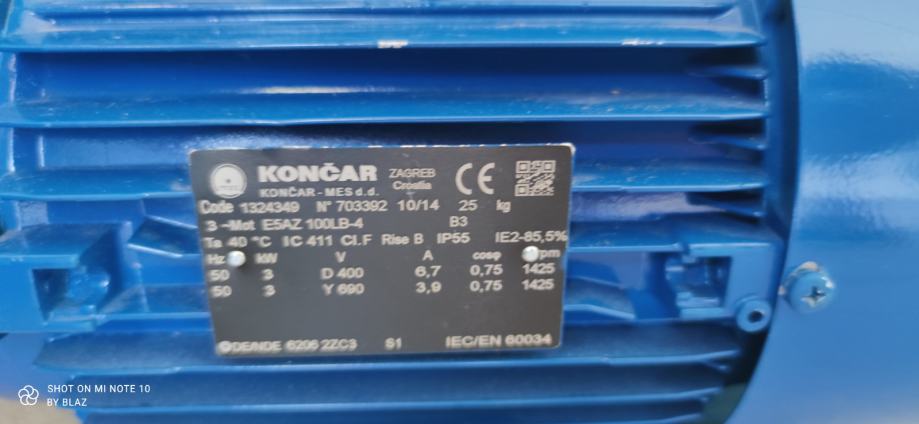 KONČAR ZAGREB Croatia
KONČAR - MES d.d.
Code 1324349 N° 703392 10/14 25 kg
3 ~Mot E5AZ 100LB-4 B3
Ta 40 °C IC 411 Cl.F Rise B IP55 IE2-85,5%
Hz kW V A cosφ rpm
50 3 D 400 6,7 0,75 1425
50 3 Y 690 3,9 0,75 1425
DE/NDE 6206 2ZC3 S1 IEC/EN 60034
SHOT ON MI NOTE 10
BY BLAZ